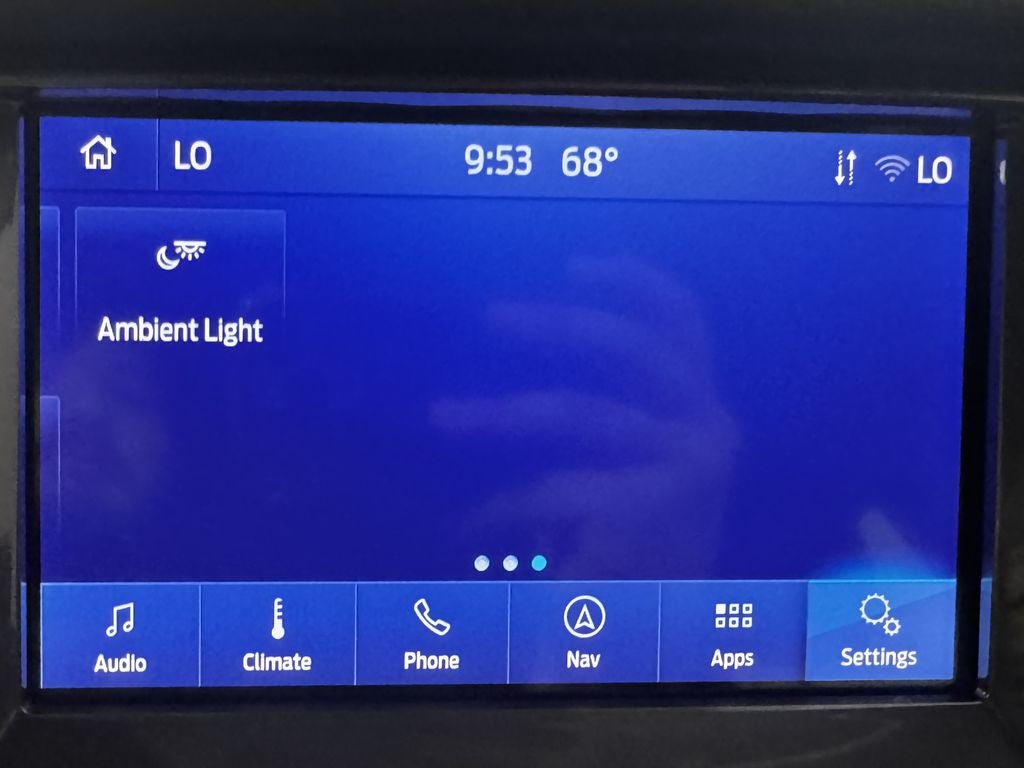 LO 9:53 68° LO
Ambient Light
Audio Climate Phone Nav Apps Settings